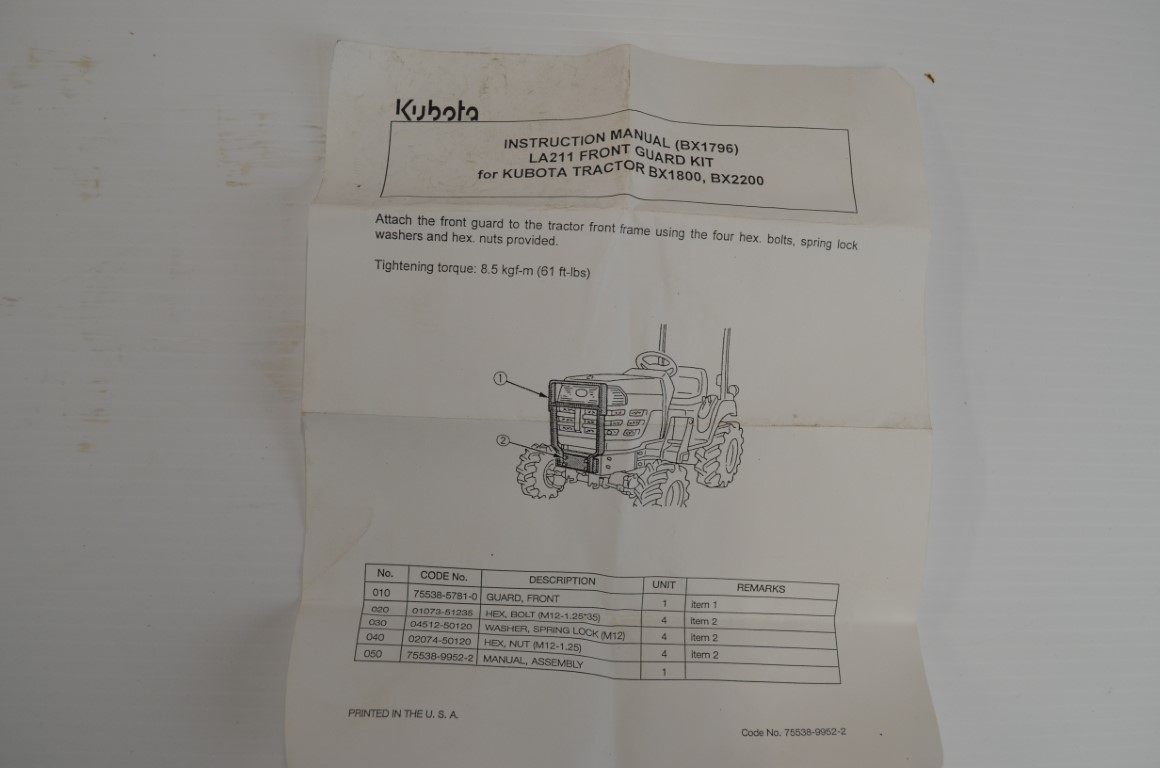 Kubota
INSTRUCTION MANUAL (BX1796)
LA211 FRONT GUARD KIT
for KUBOTA TRACTOR BX1800, BX2200
Attach the front guard to the tractor front frame using the four hex. bolts, spring lock
washers and hex. nuts provided.
Tightening torque: 8.5 kgf-m (61 ft-lbs)
①
②
No. CODE No. DESCRIPTION UNIT REMARKS
010 75538-5781-0 GUARD, FRONT 1 Item 1
020 01073-61235 HEX, BOLT (M12-1.25*35) 4 Item 2
030 04512-50120 WASHER, SPRING LOCK (M12) 4 Item 2
040 02074-50120 HEX, NUT (M12-1.25) 4 Item 2
050 75538-9952-2 MANUAL, ASSEMBLY 1
PRINTED IN THE U. S. A.
Code No. 75538-9952-2